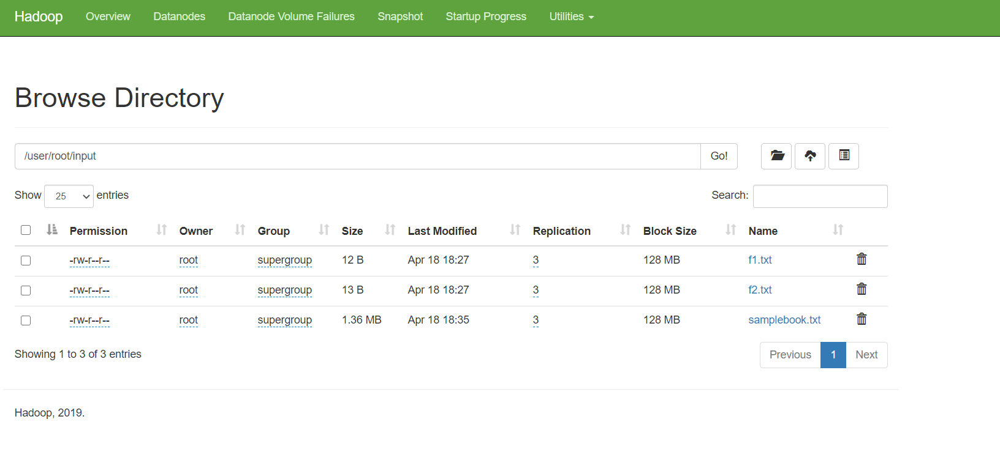 Hadoop Overview Datanodes Datanode Volume Failures Snapshot Startup Progress Utilities
Browse Directory
/user/root/input Go!
Show 25 entries Search:
Permission Owner Group Size Last Modified Replication Block Size Name
-rw-r--r-- root supergroup 12 B Apr 18 18:27 3 128 MB f1.txt
-rw-r--r-- root supergroup 13 B Apr 18 18:27 3 128 MB f2.txt
-rw-r--r-- root supergroup 1.36 MB Apr 18 18:35 3 128 MB samplebook.txt
Showing 1 to 3 of 3 entries Previous 1 Next
Hadoop, 2019.